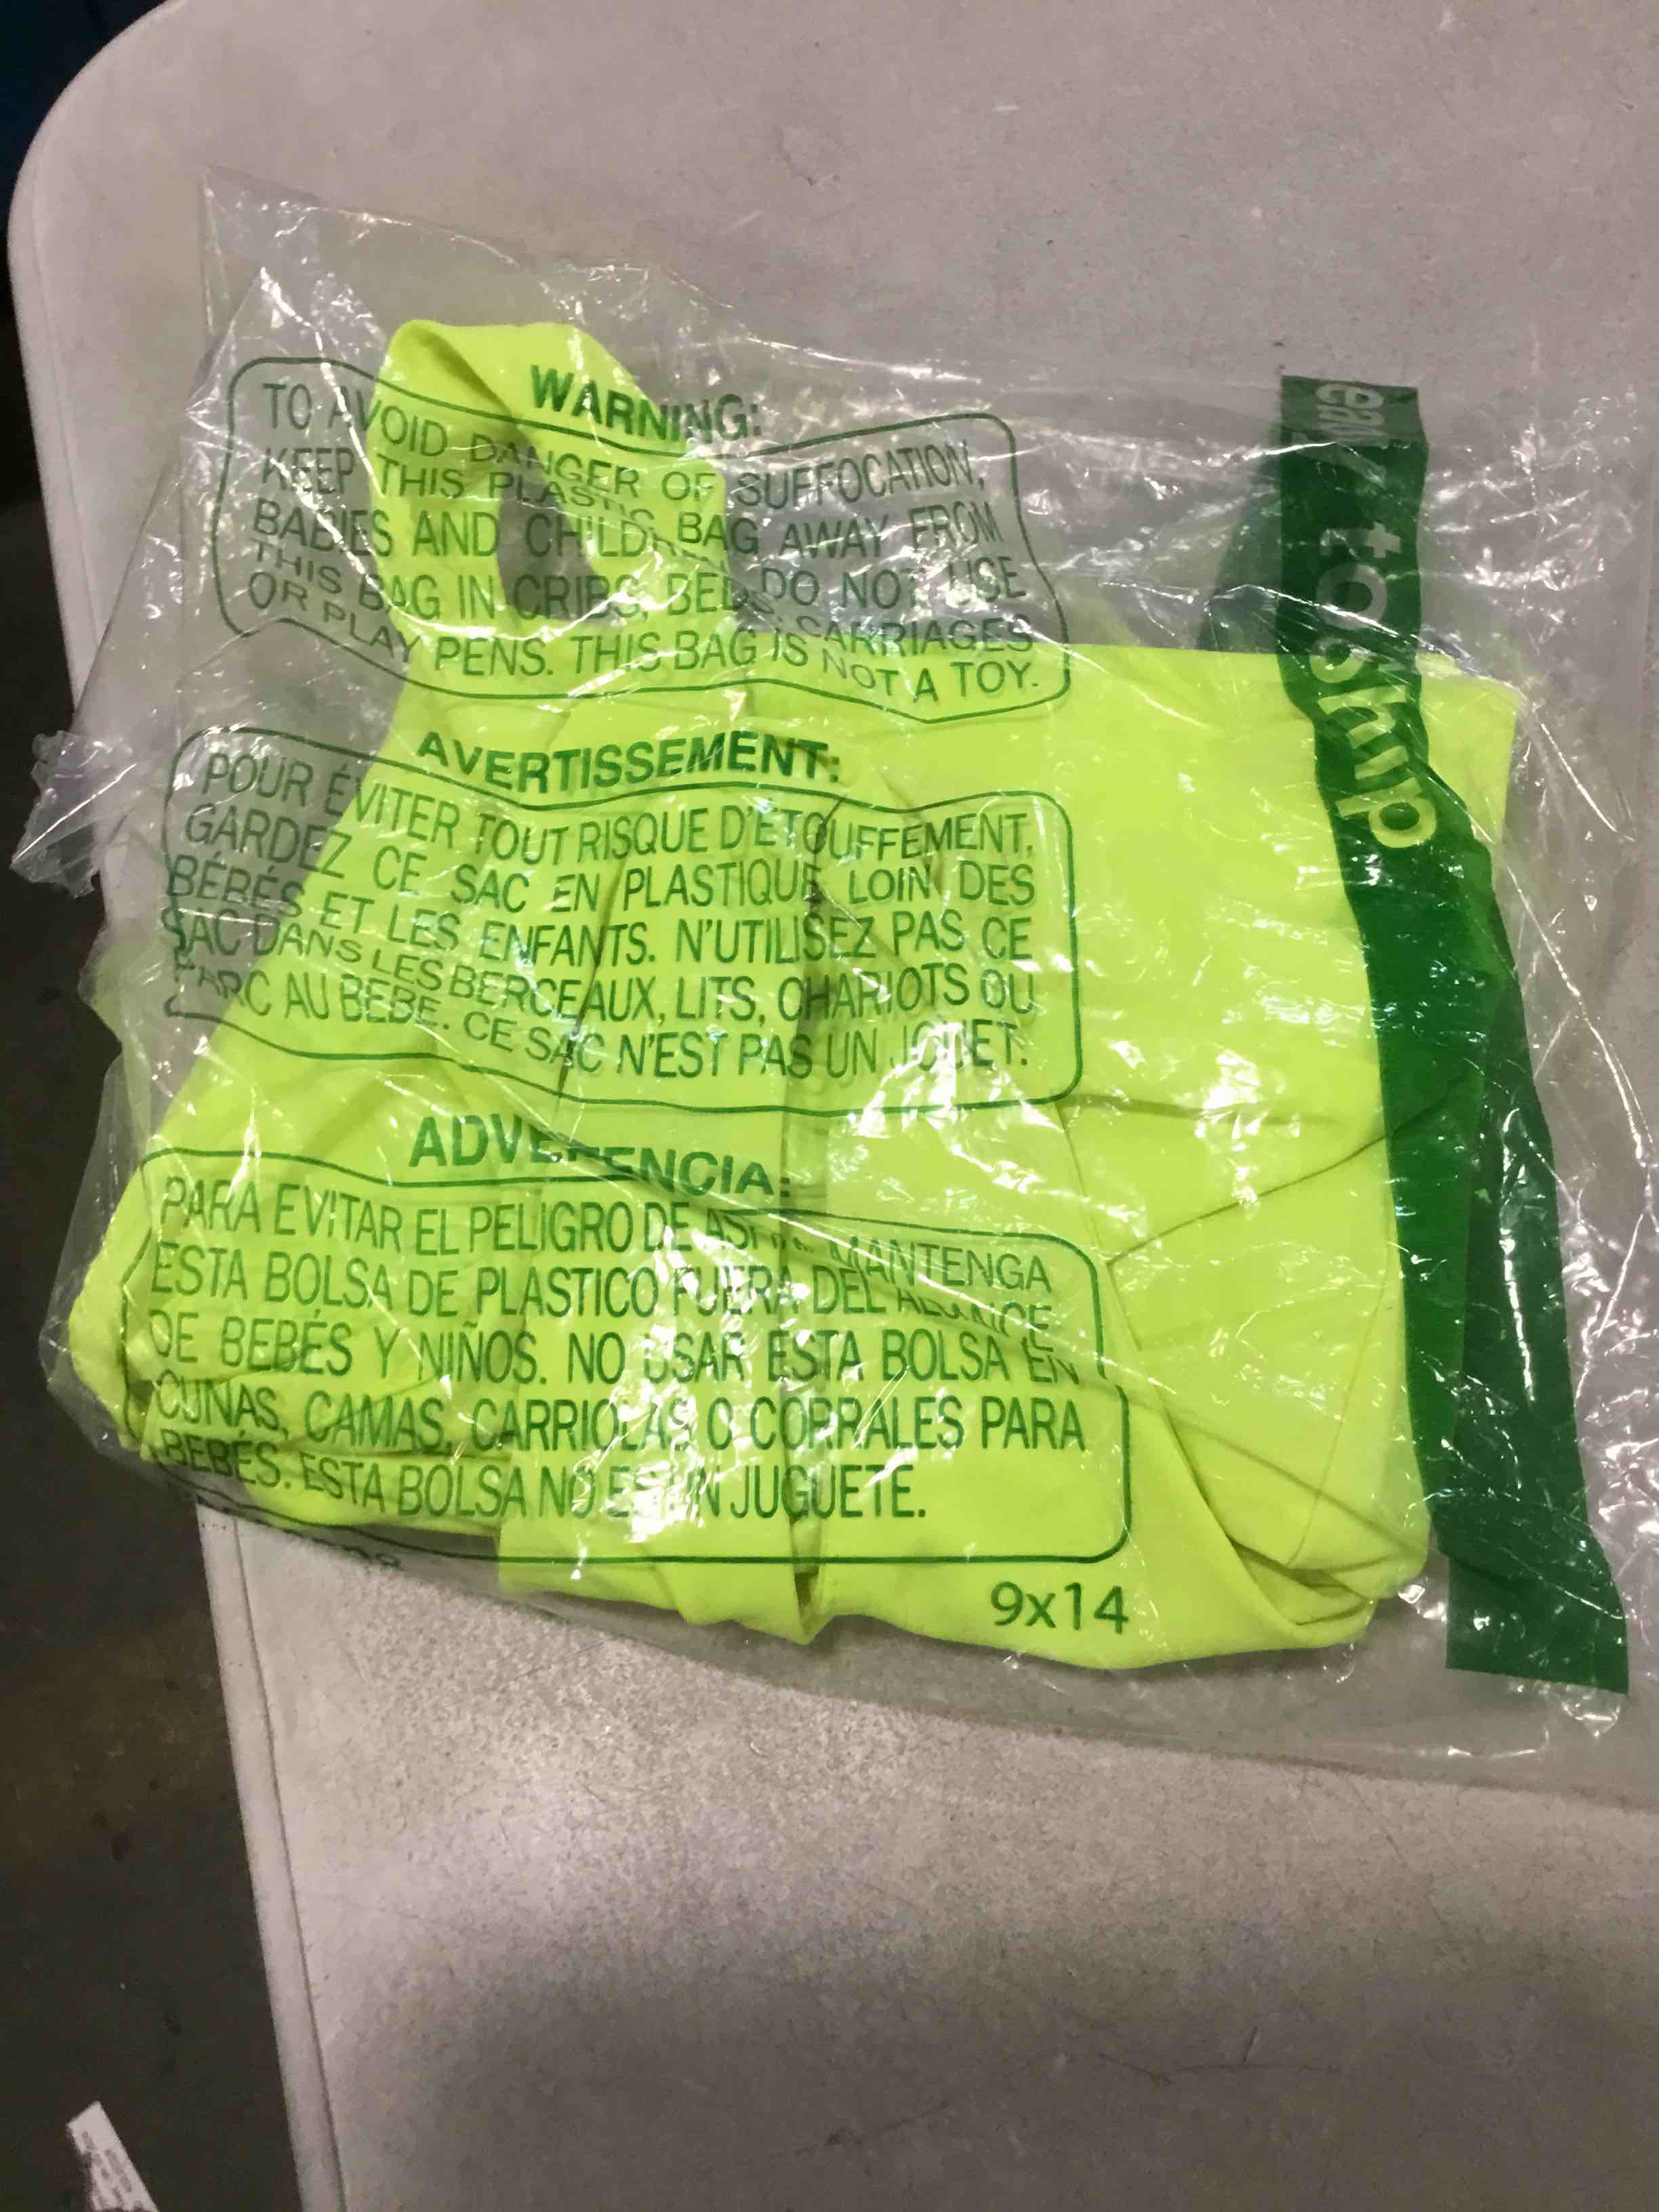 WARNING:
TO AVOID DANGER OF SUFFOCATION,
KEEP THIS PLASTIC BAG AWAY FROM
BABIES AND CHILDREN. DO NOT USE
THIS BAG IN CRIBS, BEDS, CARRIAGES
OR PLAY PENS. THIS BAG IS NOT A TOY.
AVERTISSEMENT:
POUR ÉVITER TOUT RISQUE D'ETOUFFEMENT,
GARDEZ CE SAC EN PLASTIQUE LOIN DES
BÉBÉS ET LES ENFANTS. N'UTILISEZ PAS CE
SAC DANS LES BERCEAUX, LITS, CHARIOTS OU
PARC AU BÉBÉ. CE SAC N'EST PAS UN JOUET.
ADVERTENCIA:
PARA EVITAR EL PELIGRO DE MANTENGA
ESTA BOLSA DE PLASTICO FUERA DEL ALCANCE
DE BEBÉS Y NIÑOS. NO USAR ESTA BOLSA EN
CUNAS, CAMAS, CARRIOLAS O CORRALES PARA
BEBÉS. ESTA BOLSA NO ES UN JUGUETE.
9x14
toship